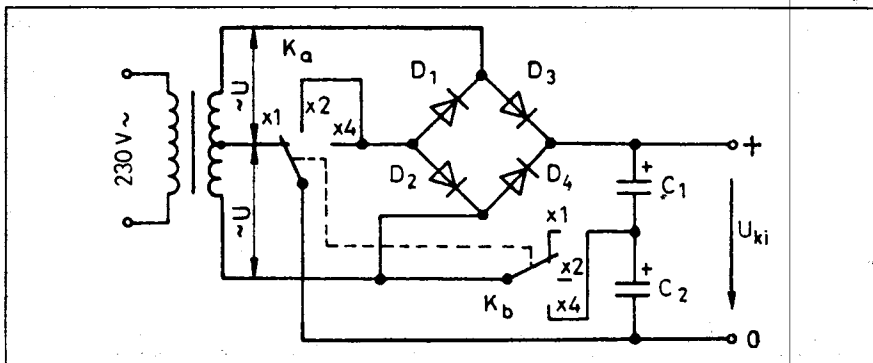 230 V ~
~U
~U
Ka
x1
x2
x4
D1
D3
D2
D4
Kb
x1
x2
x4
+
C1
+
C2
+
Uki
0